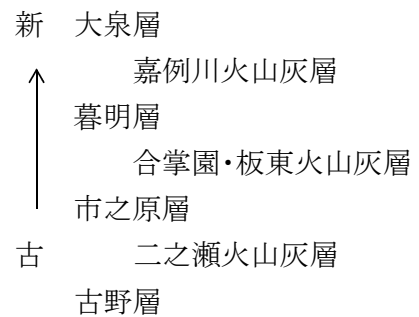 新 大泉層
嘉例川火山灰層
暮明層
合掌園・板東火山灰層
市之原層
古 二之瀬火山灰層
古野層